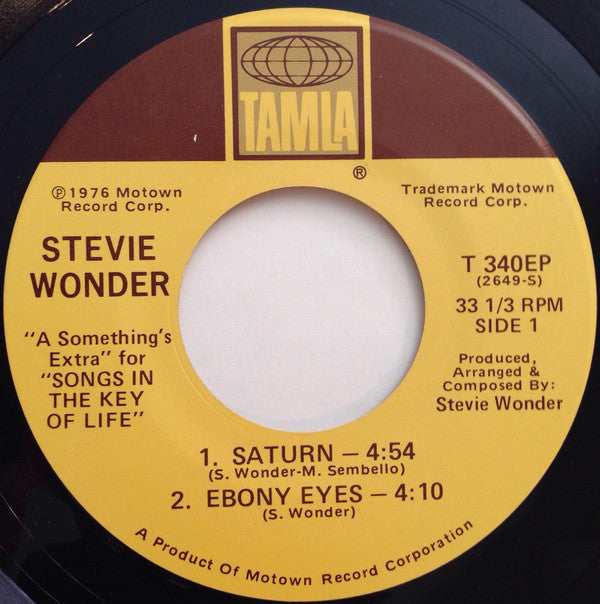 TAMLA
®
℗ 1976 Motown
Record Corp.
Trademark Motown
Record Corp.
STEVIE
WONDER
T 340EP
(2649-S)
33 1/3 RPM
SIDE 1
"A Something's
Extra" for
"SONGS IN
THE KEY
OF LIFE"
Produced,
Arranged &
Composed By:
Stevie Wonder
1. SATURN – 4:54
(S. Wonder-M. Sembello)
2. EBONY EYES – 4:10
(S. Wonder)
A Product Of Motown Record Corporation